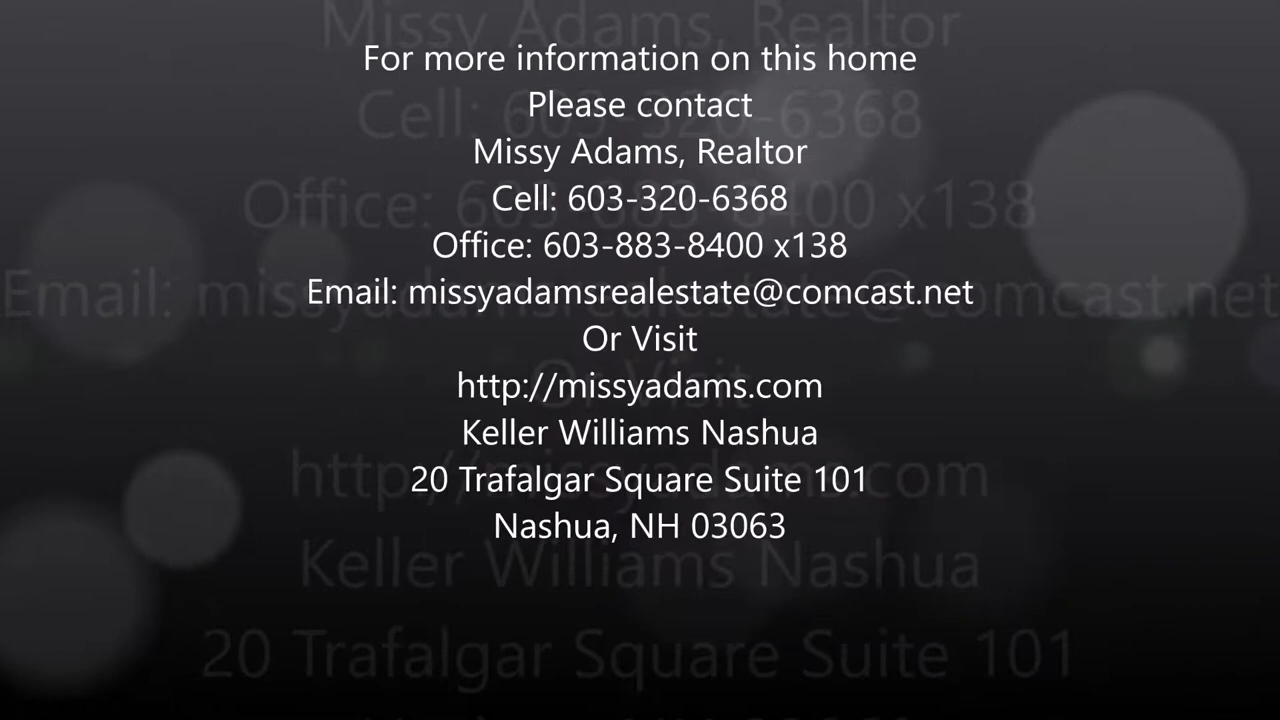 For more information on this home
Please contact
Missy Adams, Realtor
Cell: 603-320-6368
Office: 603-883-8400 x138
Email: missyadamsrealestate@comcast.net
Or Visit
http://missyadams.com
Keller Williams Nashua
20 Trafalgar Square Suite 101
Nashua, NH 03063